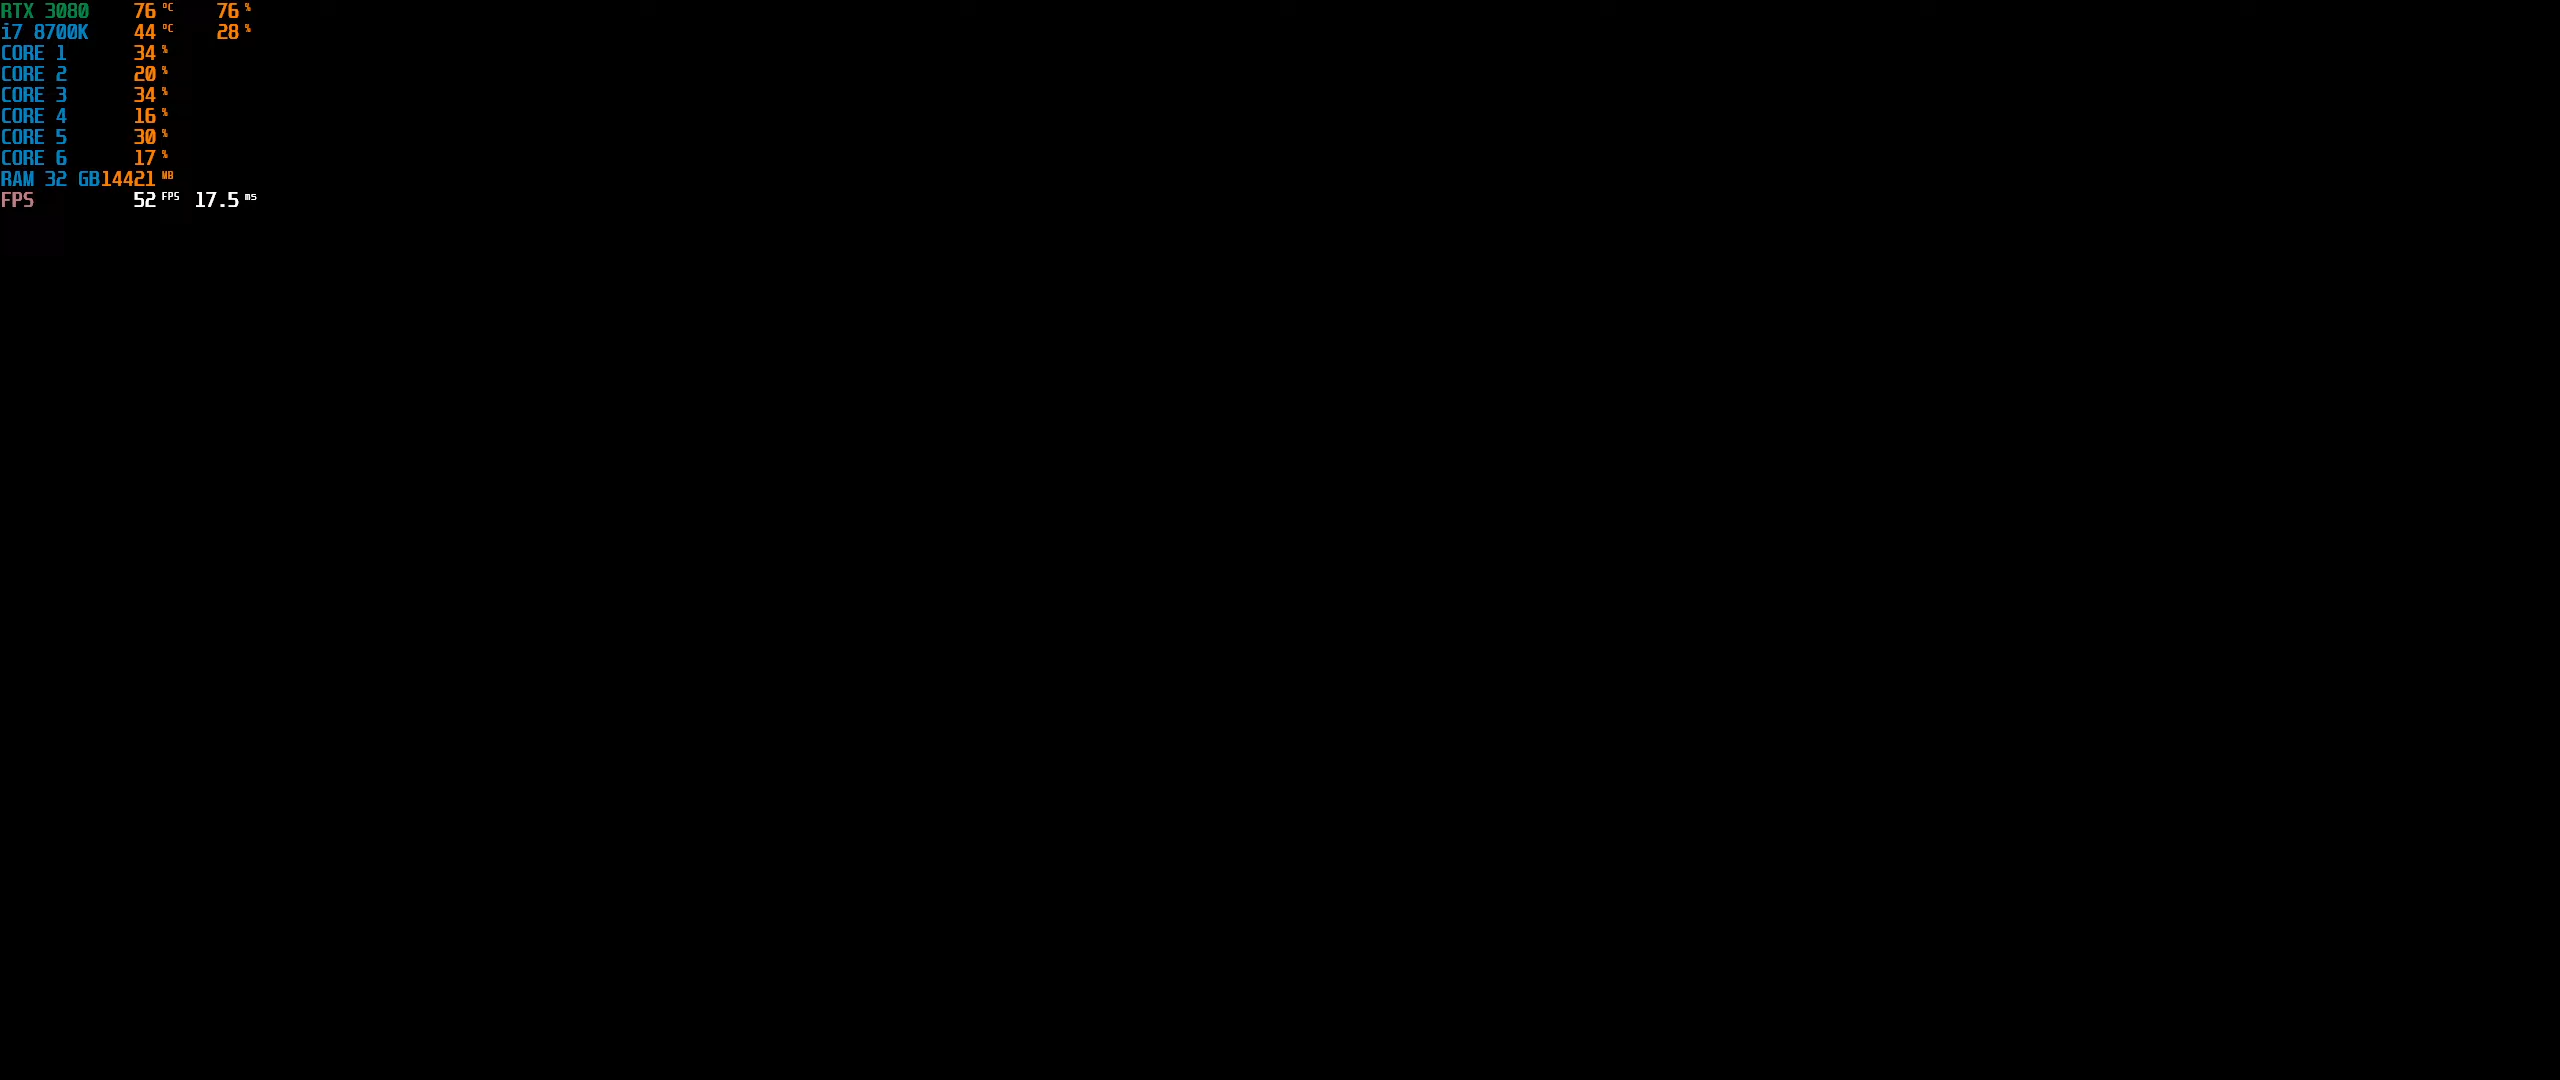 RTX 3080 76 °C 76 %
i7 8700K 44 °C 28 %
CORE 1 34 %
CORE 2 20 %
CORE 3 34 %
CORE 4 16 %
CORE 5 30 %
CORE 6 17 %
RAM 32 GB 14421 MB
FPS 52 FPS 17.5 ms